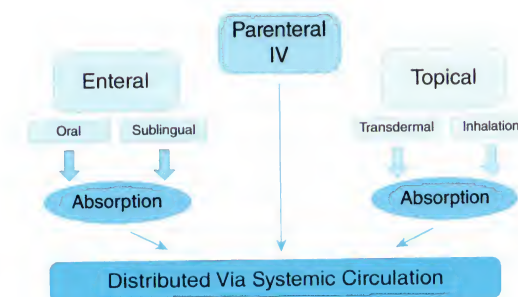 Parenteral
IV
Enteral
Topical
Oral
Sublingual
Transdermal
Inhalation
Absorption
Absorption
Distributed Via Systemic Circulation